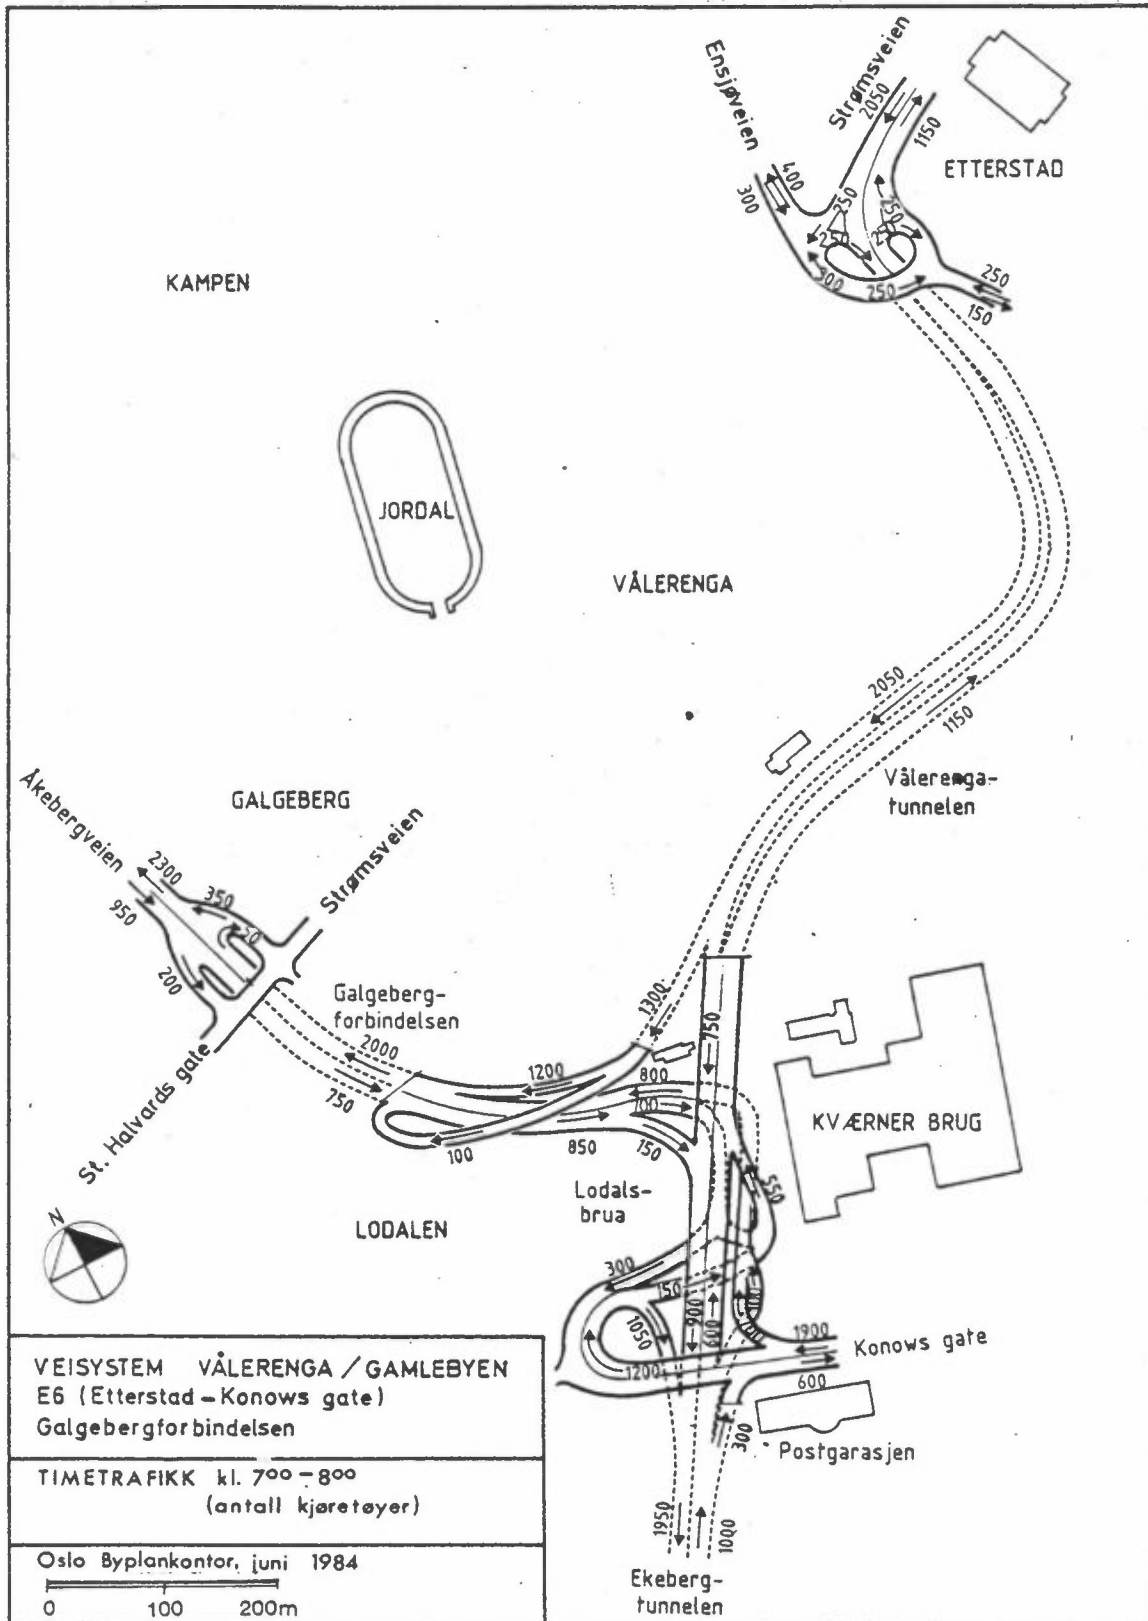 Ensjøveien
Strømsveien
2050
1150
ETTERSTAD
400
300
250
250
250
250
300
250
250
150
KAMPEN
JORDAL
VÅLERENGA
2050
1150
Vålerenga-
tunnelen
GALGEBERG
Åkebergveien
Strømsveien
2300
950
350
50
200
St. Halvards gate
Galgeberg-
forbindelsen
2000
750
1300
750
1200
800
700
100
850
150
KVÆRNER BRUG
550
Lodals-
brua
LODALEN
N
300
150
900
600
1050
1200
1900
600
Konows gate
300
Postgarasjen
1950
1000
Ekeberg-
tunnelen
VEISYSTEM VÅLERENGA / GAMLEBYEN
E6 (Etterstad – Konows gate)
Galgebergforbindelsen
TIMETRAFIKK kl. 7⁰⁰ – 8⁰⁰
(antall kjøretøyer)
Oslo Byplankontor, juni 1984
0 100 200m